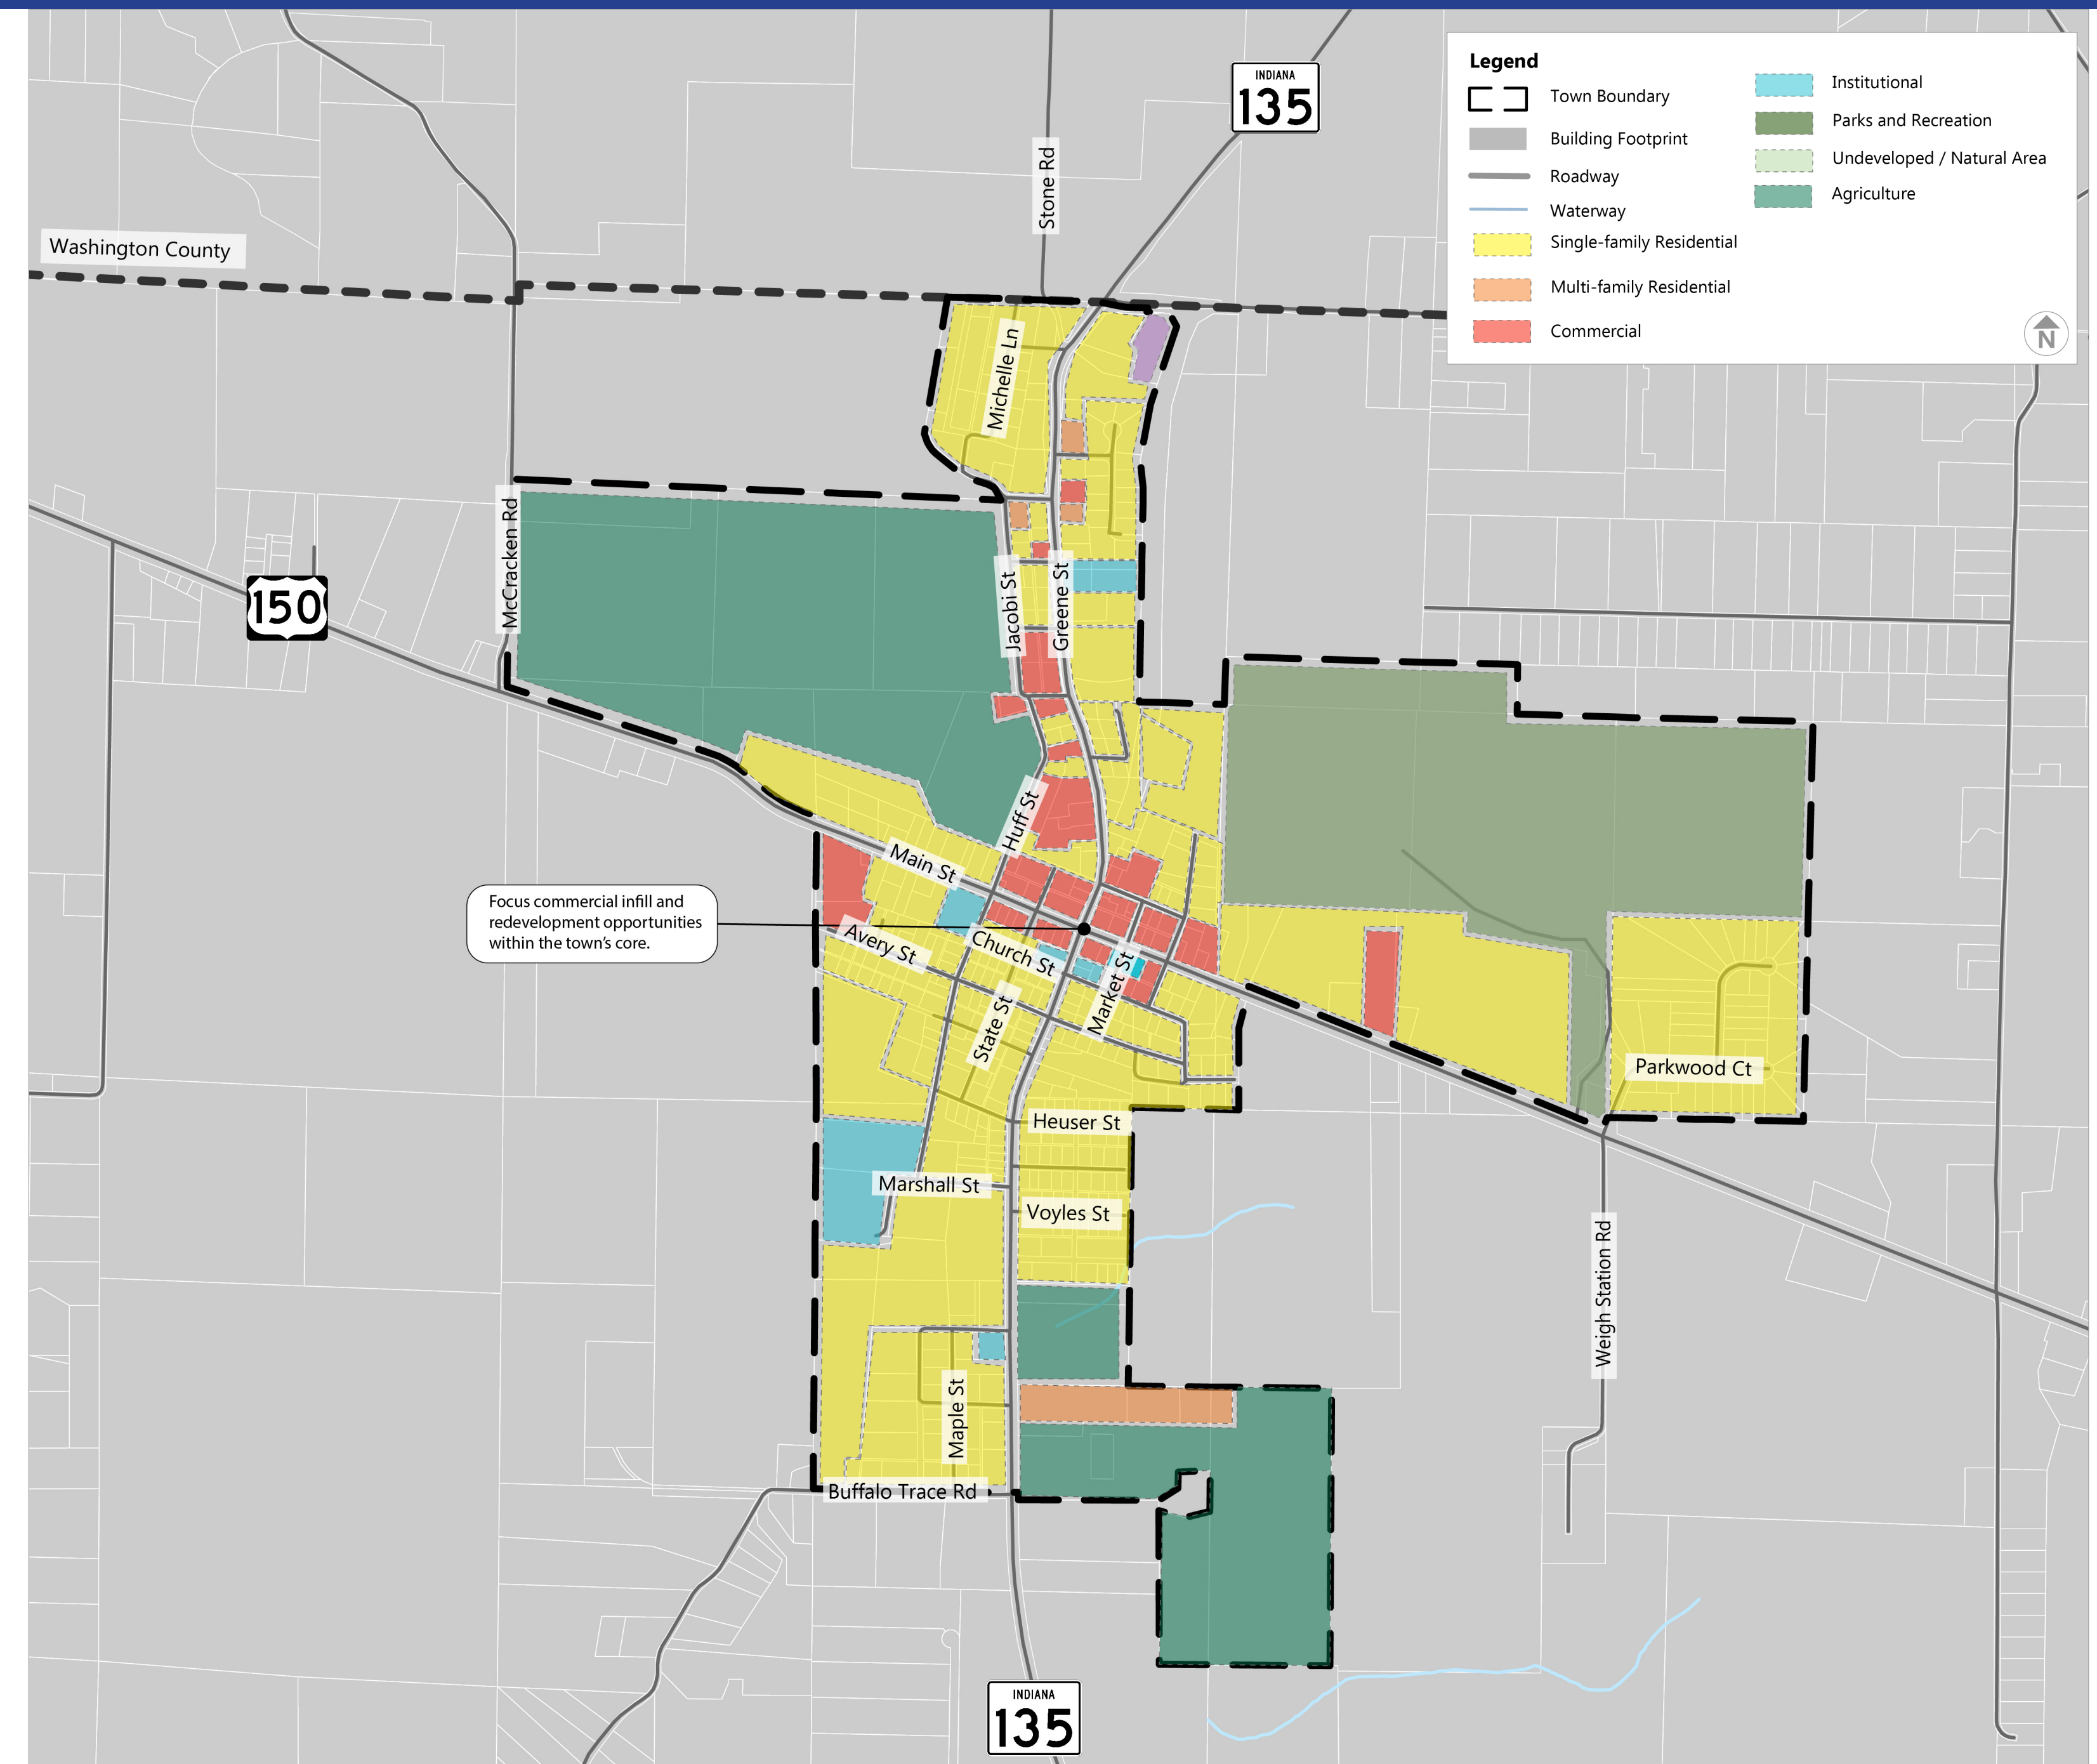 INDIANA
135
Legend
Town Boundary
Building Footprint
Roadway
Waterway
Single-family Residential
Multi-family Residential
Commercial
Institutional
Parks and Recreation
Undeveloped / Natural Area
Agriculture
N
Stone Rd
Washington County
Michelle Ln
McCracken Rd
150
Jacobi St
Greene St
Huff St
Main St
Focus commercial infill and
redevelopment opportunities
within the town's core.
Avery St
Church St
Market St
State St
Parkwood Ct
Heuser St
Marshall St
Voyles St
Weigh Station Rd
Maple St
Buffalo Trace Rd
INDIANA
135